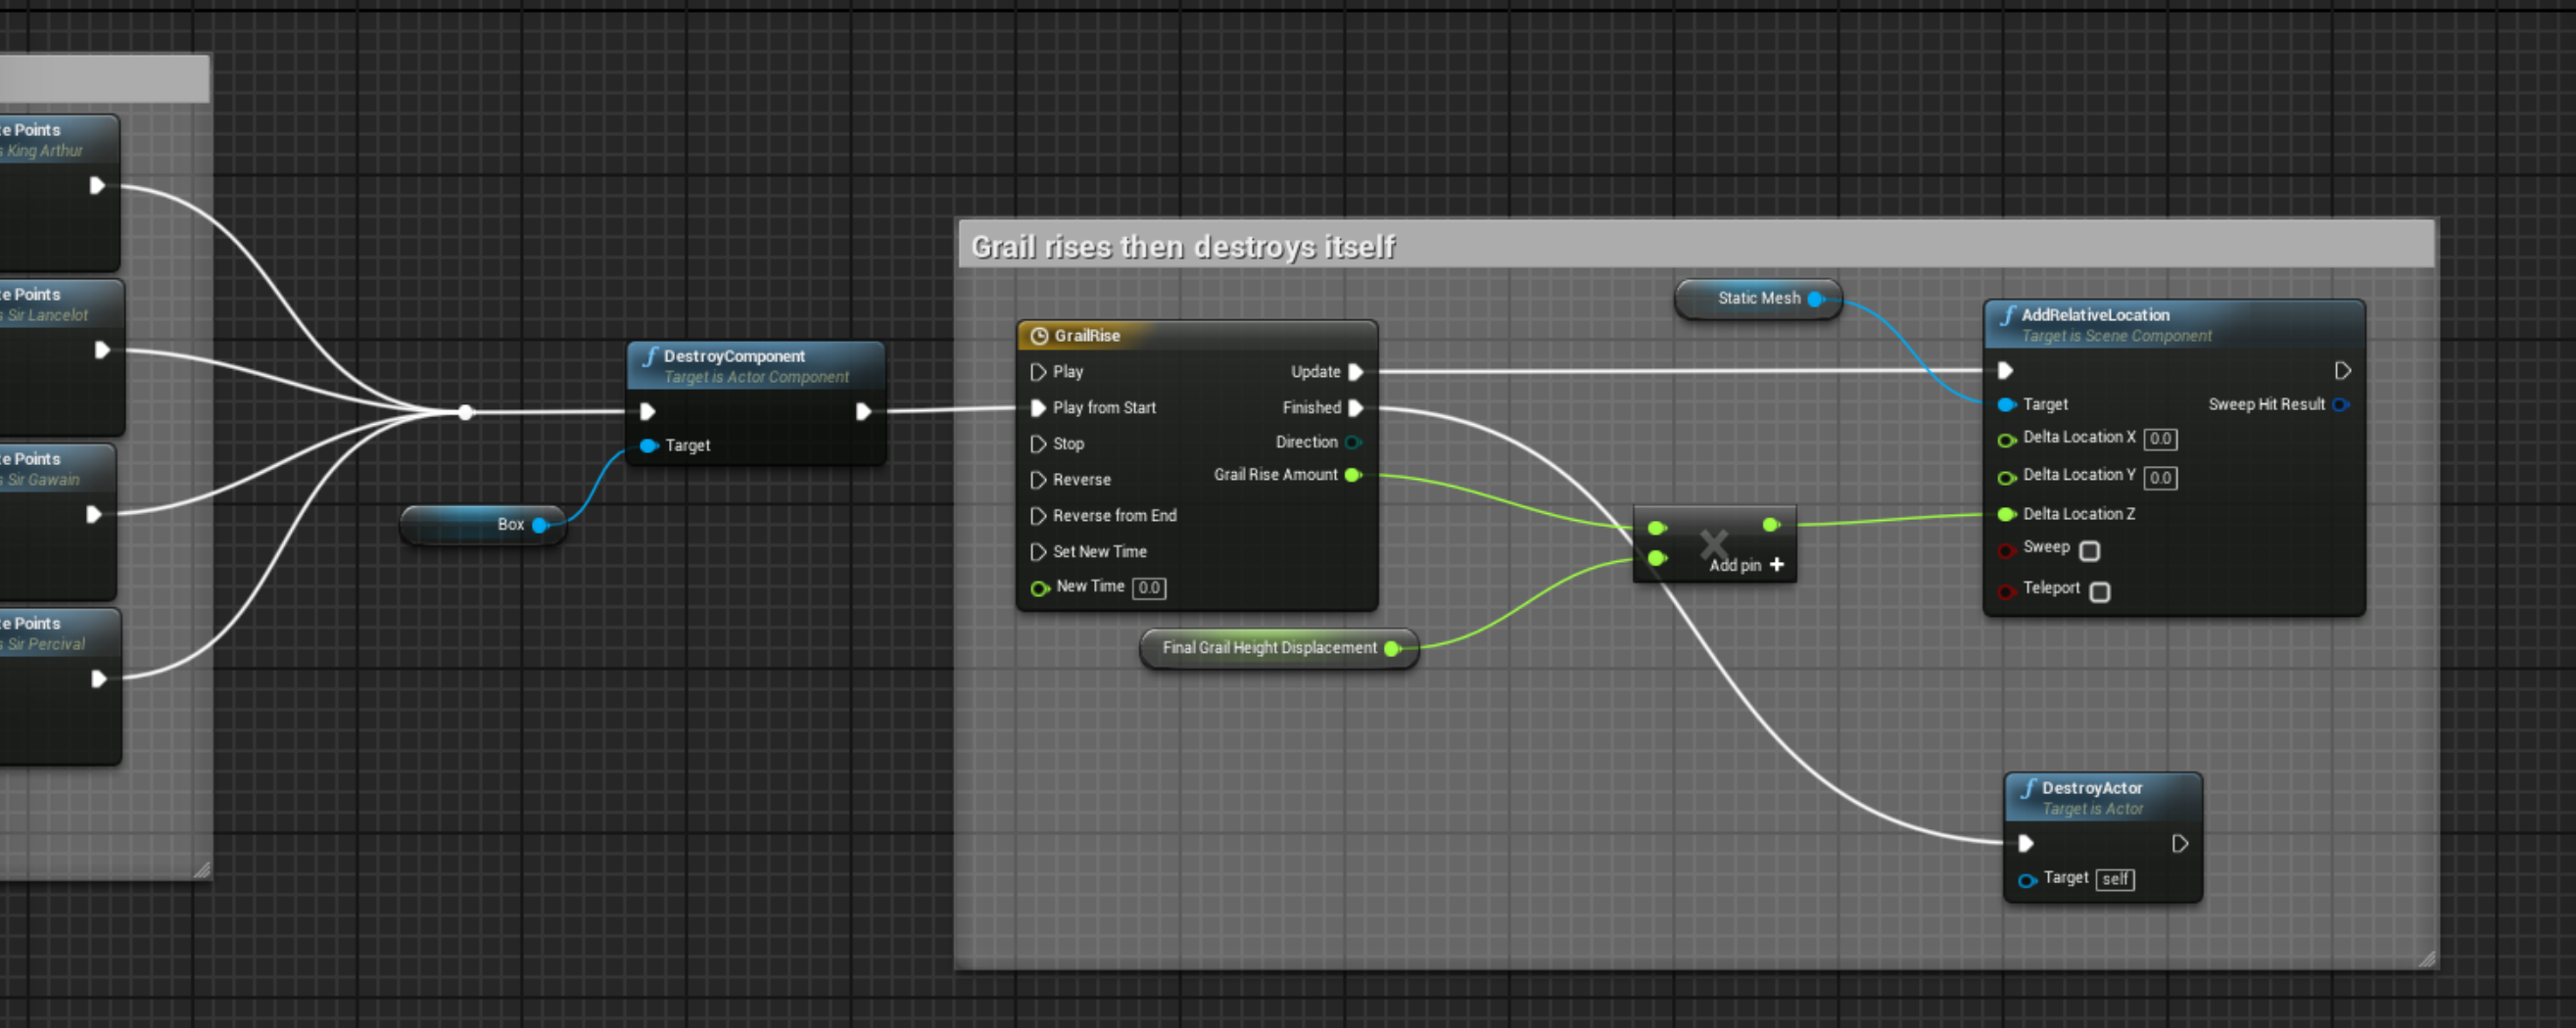 te Points
s King Arthur
te Points
s Sir Lancelot
te Points
s Sir Gawain
te Points
s Sir Percival
DestroyComponent
Target is Actor Component
Target
Box
Grail rises then destroys itself
GrailRise
Play
Update
Play from Start
Finished
Stop
Direction
Reverse
Grail Rise Amount
Reverse from End
Set New Time
New Time 0.0
Final Grail Height Displacement
Add pin +
Static Mesh
AddRelativeLocation
Target is Scene Component
Target
Sweep Hit Result
Delta Location X 0.0
Delta Location Y 0.0
Delta Location Z
Sweep
Teleport
DestroyActor
Target is Actor
Target self